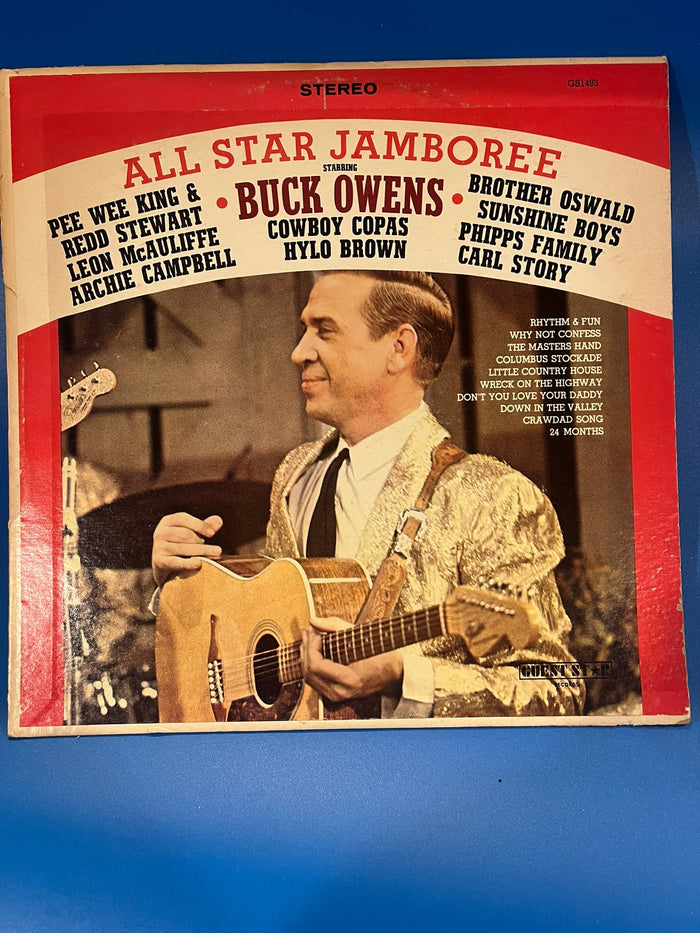 STEREO
GS1493
ALL STAR JAMBOREE
STARRING
BUCK OWENS
PEE WEE KING &
REDD STEWART
LEON McAULIFFE
ARCHIE CAMPBELL
COWBOY COPAS
HYLO BROWN
BROTHER OSWALD
SUNSHINE BOYS
PHIPPS FAMILY
CARL STORY
RHYTHM & FUN
WHY NOT CONFESS
THE MASTERS HAND
COLUMBUS STOCKADE
LITTLE COUNTRY HOUSE
WRECK ON THE HIGHWAY
DON'T YOU LOVE YOUR DADDY
DOWN IN THE VALLEY
CRAWDAD SONG
24 MONTHS
GUEST STAR
RECORDS